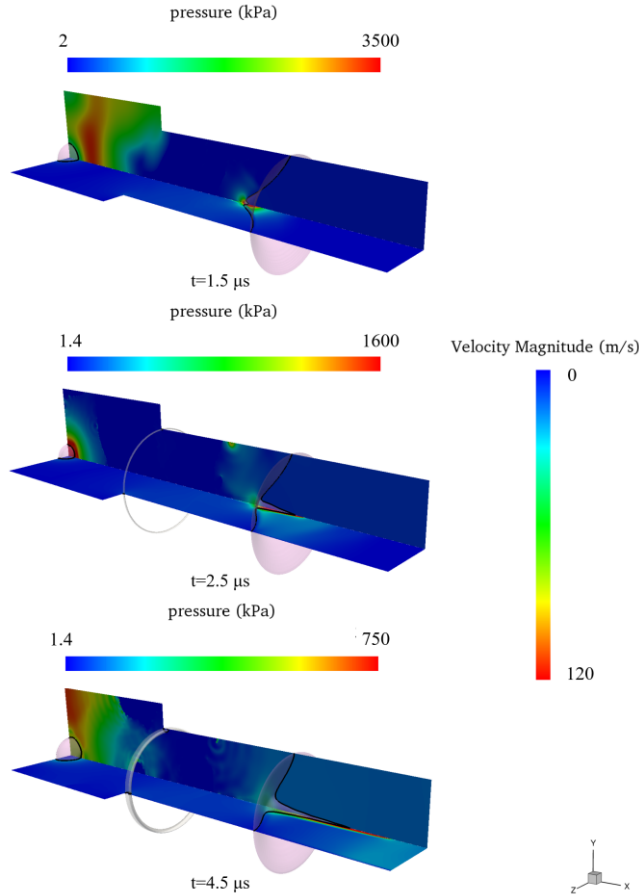 pressure (kPa)
2 3500
t=1.5 μs
pressure (kPa)
1.4 1600
Velocity Magnitude (m/s)
0
t=2.5 μs
pressure (kPa)
1.4 750
120
t=4.5 μs
Y
Z X